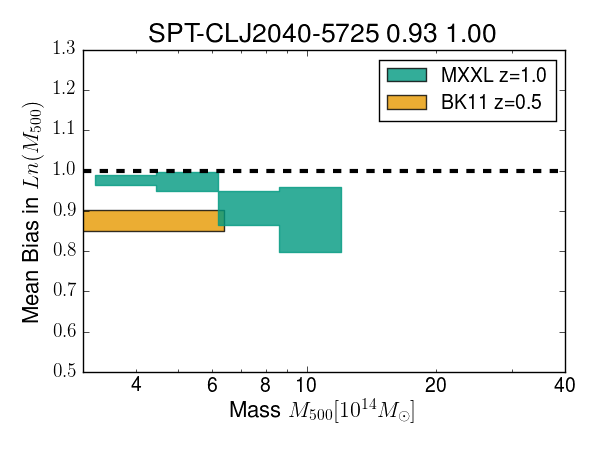 SPT-CLJ2040-5725 0.93 1.00
MXXL z=1.0
BK11 z=0.5
Mean Bias in Ln(M500)
1.3
1.2
1.1
1.0
0.9
0.8
0.7
0.6
0.5
4 6 8 10 20 40
Mass M500[10^14 M⊙]